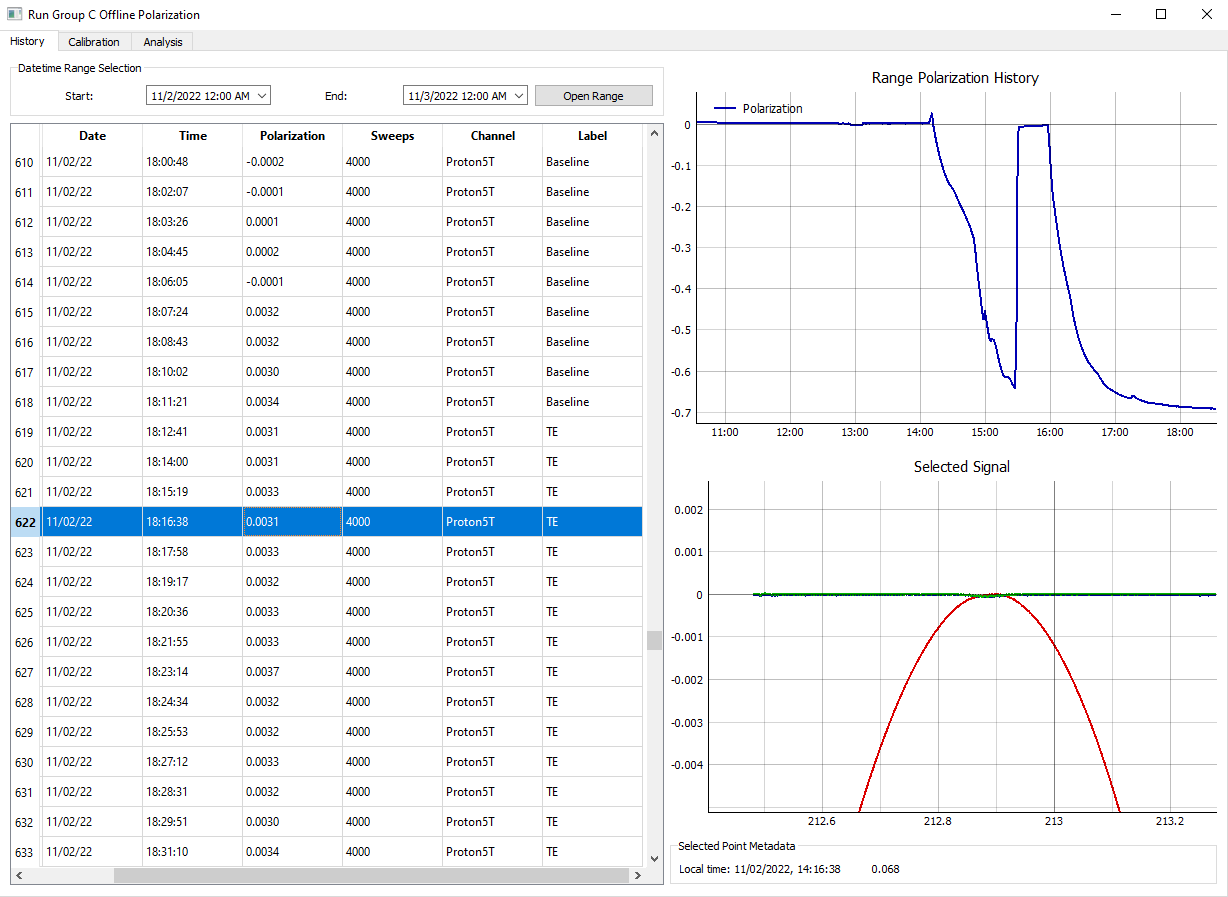 Run Group C Offline Polarization
History Calibration Analysis
Datetime Range Selection
Start: 11/2/2022 12:00 AM End: 11/3/2022 12:00 AM Open Range
Date Time Polarization Sweeps Channel Label
610 11/02/22 18:00:48 -0.0002 4000 Proton5T Baseline
611 11/02/22 18:02:07 -0.0001 4000 Proton5T Baseline
612 11/02/22 18:03:26 0.0001 4000 Proton5T Baseline
613 11/02/22 18:04:45 0.0002 4000 Proton5T Baseline
614 11/02/22 18:06:05 -0.0001 4000 Proton5T Baseline
615 11/02/22 18:07:24 0.0032 4000 Proton5T Baseline
616 11/02/22 18:08:43 0.0032 4000 Proton5T Baseline
617 11/02/22 18:10:02 0.0030 4000 Proton5T Baseline
618 11/02/22 18:11:21 0.0034 4000 Proton5T Baseline
619 11/02/22 18:12:41 0.0031 4000 Proton5T TE
620 11/02/22 18:14:00 0.0031 4000 Proton5T TE
621 11/02/22 18:15:19 0.0033 4000 Proton5T TE
622 11/02/22 18:16:38 0.0031 4000 Proton5T TE
623 11/02/22 18:17:58 0.0033 4000 Proton5T TE
624 11/02/22 18:19:17 0.0032 4000 Proton5T TE
625 11/02/22 18:20:36 0.0033 4000 Proton5T TE
626 11/02/22 18:21:55 0.0033 4000 Proton5T TE
627 11/02/22 18:23:14 0.0037 4000 Proton5T TE
628 11/02/22 18:24:34 0.0032 4000 Proton5T TE
629 11/02/22 18:25:53 0.0032 4000 Proton5T TE
630 11/02/22 18:27:12 0.0033 4000 Proton5T TE
631 11/02/22 18:28:31 0.0032 4000 Proton5T TE
632 11/02/22 18:29:51 0.0030 4000 Proton5T TE
633 11/02/22 18:31:10 0.0034 4000 Proton5T TE
Range Polarization History
Polarization
0
-0.1
-0.2
-0.3
-0.4
-0.5
-0.6
-0.7
11:00 12:00 13:00 14:00 15:00 16:00 17:00 18:00
Selected Signal
0.002
0.001
0
-0.001
-0.002
-0.003
-0.004
212.6 212.8 213 213.2
Selected Point Metadata
Local time: 11/02/2022, 14:16:38 0.068